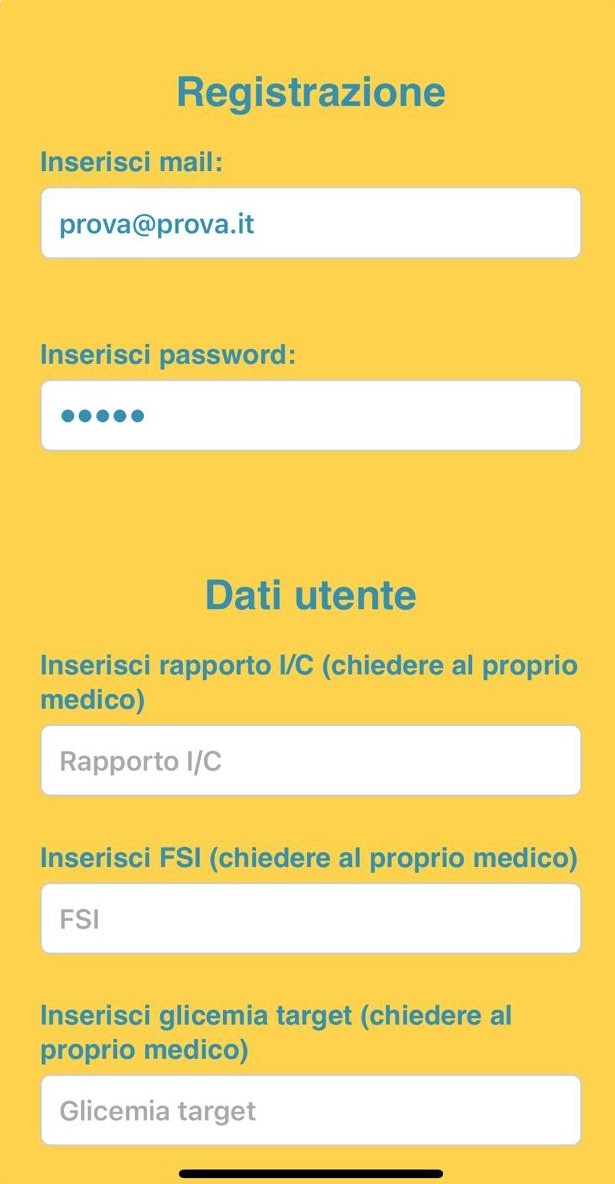 Registrazione
Inserisci mail:
prova@prova.it
Inserisci password:
•••••
Dati utente
Inserisci rapporto I/C (chiedere al proprio
medico)
Rapporto I/C
Inserisci FSI (chiedere al proprio medico)
FSI
Inserisci glicemia target (chiedere al
proprio medico)
Glicemia target